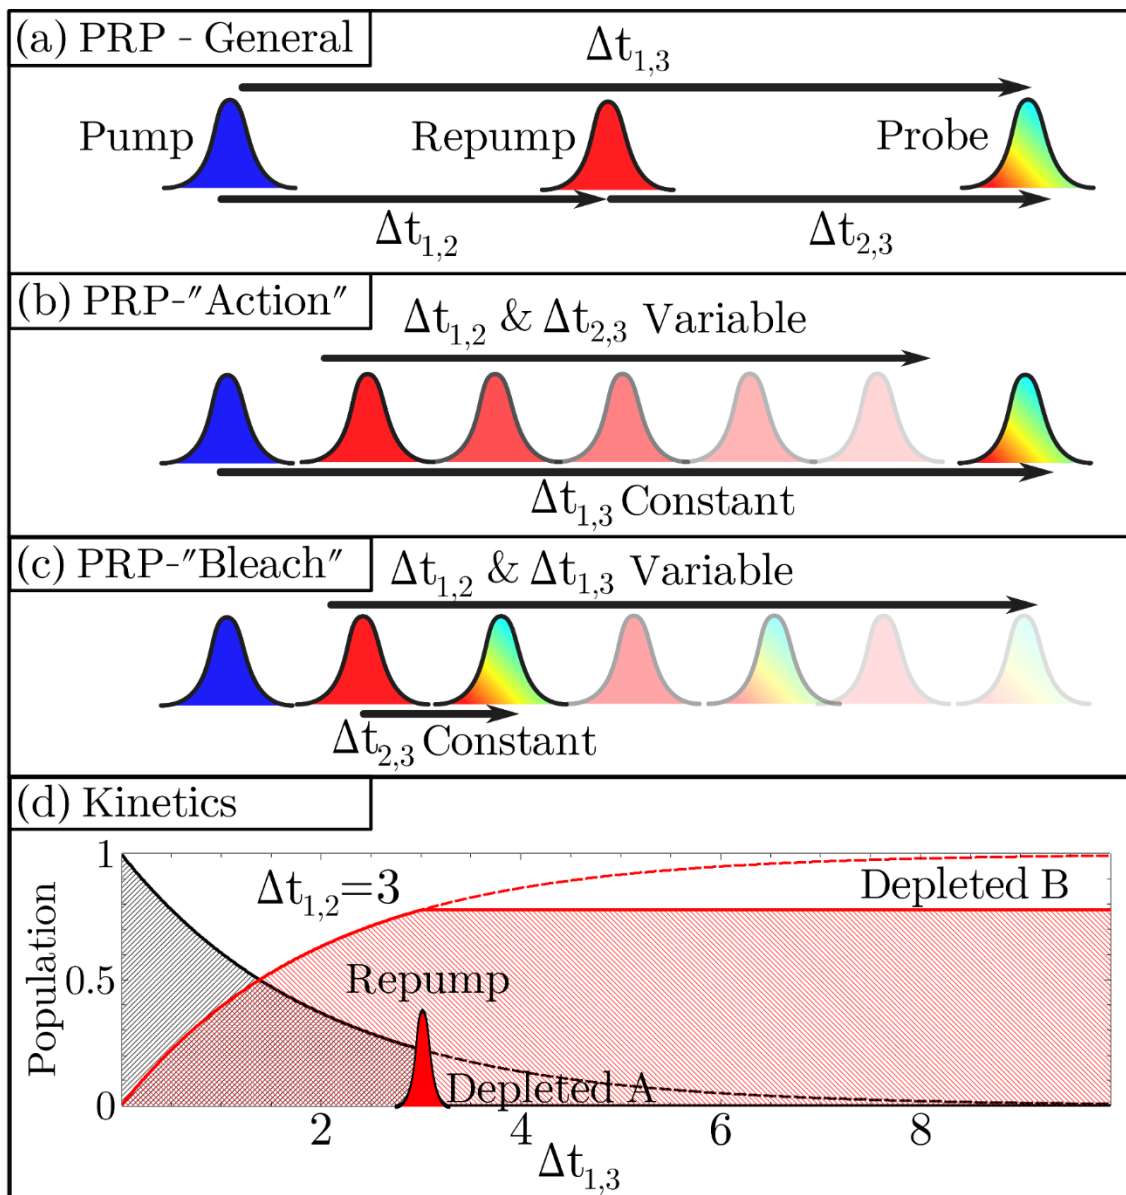 (a) PRP - General
Δt1,3
Pump
Repump
Probe
Δt1,2
Δt2,3
(b) PRP-"Action"
Δt1,2 & Δt2,3 Variable
Δt1,3 Constant
(c) PRP-"Bleach"
Δt1,2 & Δt1,3 Variable
Δt2,3 Constant
(d) Kinetics
1
0.5
0
Population
Δt1,2=3
Depleted B
Repump
Depleted A
2 4 6 8
Δt1,3